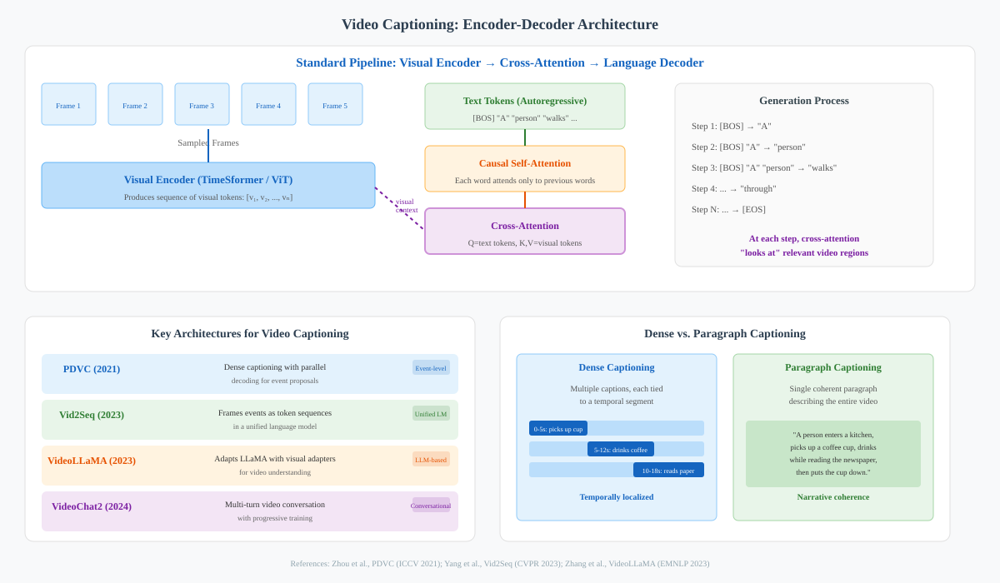 Video Captioning: Encoder-Decoder Architecture
Standard Pipeline: Visual Encoder → Cross-Attention → Language Decoder
Frame 1
Frame 2
Frame 3
Frame 4
Frame 5
Sampled Frames
Visual Encoder (TimeSformer / ViT)
Produces sequence of visual tokens: [v₁, v₂, ..., vₙ]
visual
context
Text Tokens (Autoregressive)
[BOS] "A" "person" "walks" ...
Causal Self-Attention
Each word attends only to previous words
Cross-Attention
Q=text tokens, K,V=visual tokens
Generation Process
Step 1: [BOS] → "A"
Step 2: [BOS] "A" → "person"
Step 3: [BOS] "A" "person" → "walks"
Step 4: ... → "through"
Step N: ... → [EOS]
At each step, cross-attention
"looks at" relevant video regions
Key Architectures for Video Captioning
PDVC (2021)
Dense captioning with parallel
decoding for event proposals
Event-level
Vid2Seq (2023)
Frames events as token sequences
in a unified language model
Unified LM
VideoLLaMA (2023)
Adapts LLaMA with visual adapters
for video understanding
LLM-based
VideoChat2 (2024)
Multi-turn video conversation
with progressive training
Conversational
Dense vs. Paragraph Captioning
Dense Captioning
Multiple captions, each tied
to a temporal segment
0-5s: picks up cup
5-12s: drinks coffee
10-18s: reads paper
Temporally localized
Paragraph Captioning
Single coherent paragraph
describing the entire video
"A person enters a kitchen,
picks up a coffee cup, drinks
while reading the newspaper,
then puts the cup down."
Narrative coherence
References: Zhou et al., PDVC (ICCV 2021); Yang et al., Vid2Seq (CVPR 2023); Zhang et al., VideoLLaMA (EMNLP 2023)